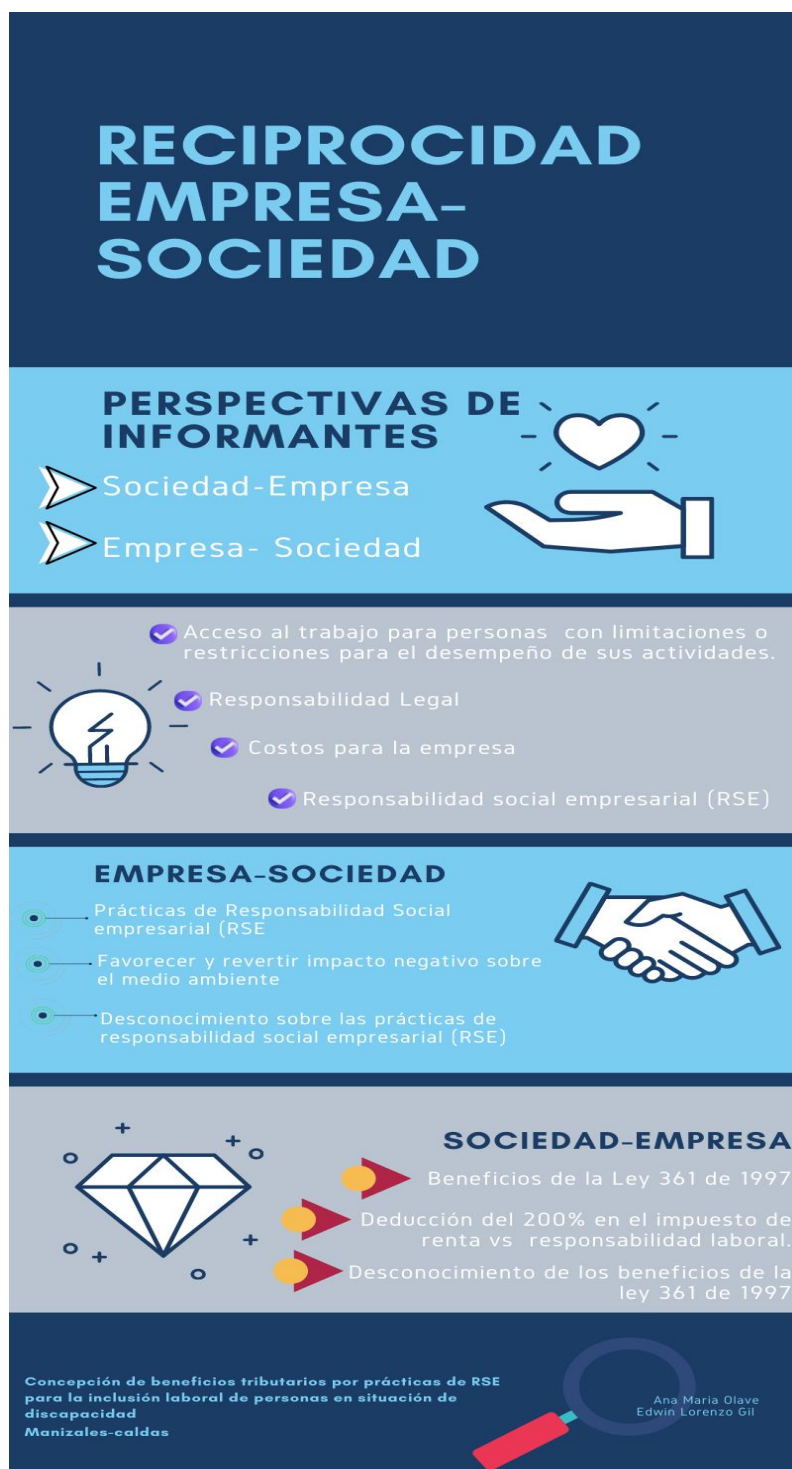 RECIPROCIDAD
EMPRESA-
SOCIEDAD
PERSPECTIVAS DE
INFORMANTES
Sociedad-Empresa
Empresa- Sociedad
Acceso al trabajo para personas con limitaciones o
restricciones para el desempeño de sus actividades.
Responsabilidad Legal
Costos para la empresa
Responsabilidad social empresarial (RSE)
EMPRESA-SOCIEDAD
Prácticas de Responsabilidad Social
empresarial (RSE
Favorecer y revertir impacto negativo sobre
el medio ambiente
Desconocimiento sobre las prácticas de
responsabilidad social empresarial (RSE)
SOCIEDAD-EMPRESA
Beneficios de la Ley 361 de 1997
Deducción del 200% en el impuesto de
renta vs responsabilidad laboral.
Desconocimiento de los beneficios de la
ley 361 de 1997
Concepción de beneficios tributarios por prácticas de RSE
para la inclusión laboral de personas en situación de
discapacidad
Manizales-caldas
Ana Maria Olave
Edwin Lorenzo Gil